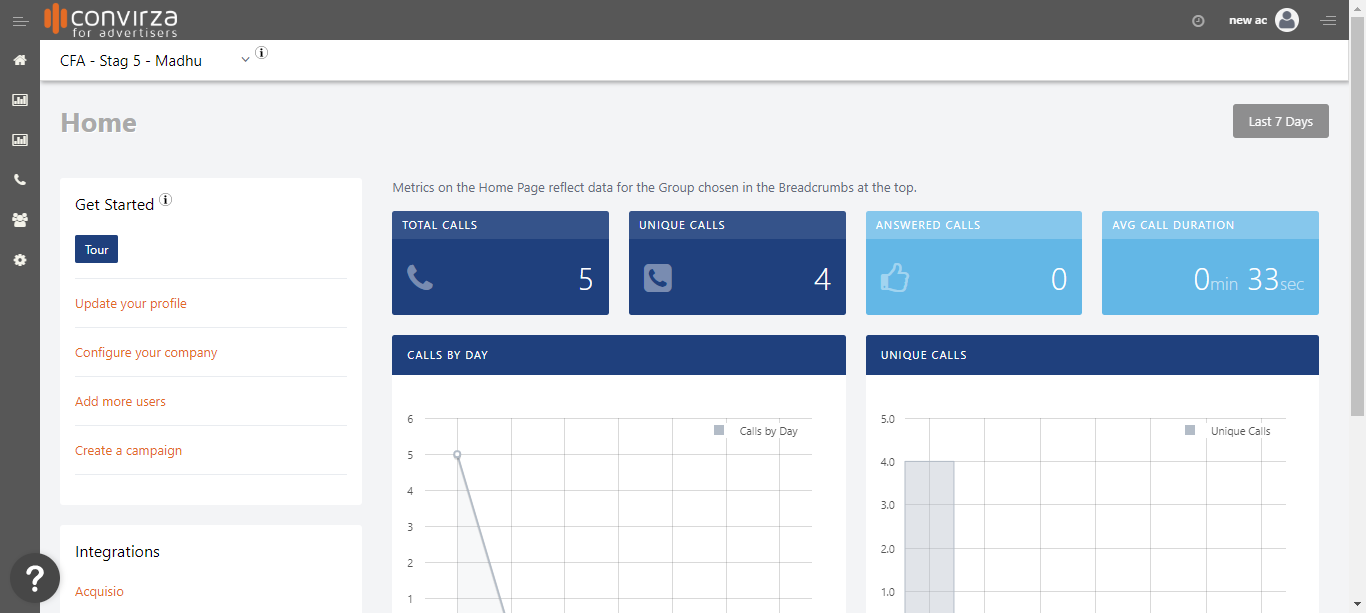 convirza
for advertisers
new ac
CFA - Stag 5 - Madhu
Home
Last 7 Days
Get Started
Tour
Update your profile
Configure your company
Add more users
Create a campaign
Integrations
Acquisio
?
Metrics on the Home Page reflect data for the Group chosen in the Breadcrumbs at the top.
TOTAL CALLS
5
UNIQUE CALLS
4
ANSWERED CALLS
0
AVG CALL DURATION
0min 33sec
CALLS BY DAY
Calls by Day
6
5
4
3
2
1
UNIQUE CALLS
Unique Calls
5.0
4.0
3.0
2.0
1.0